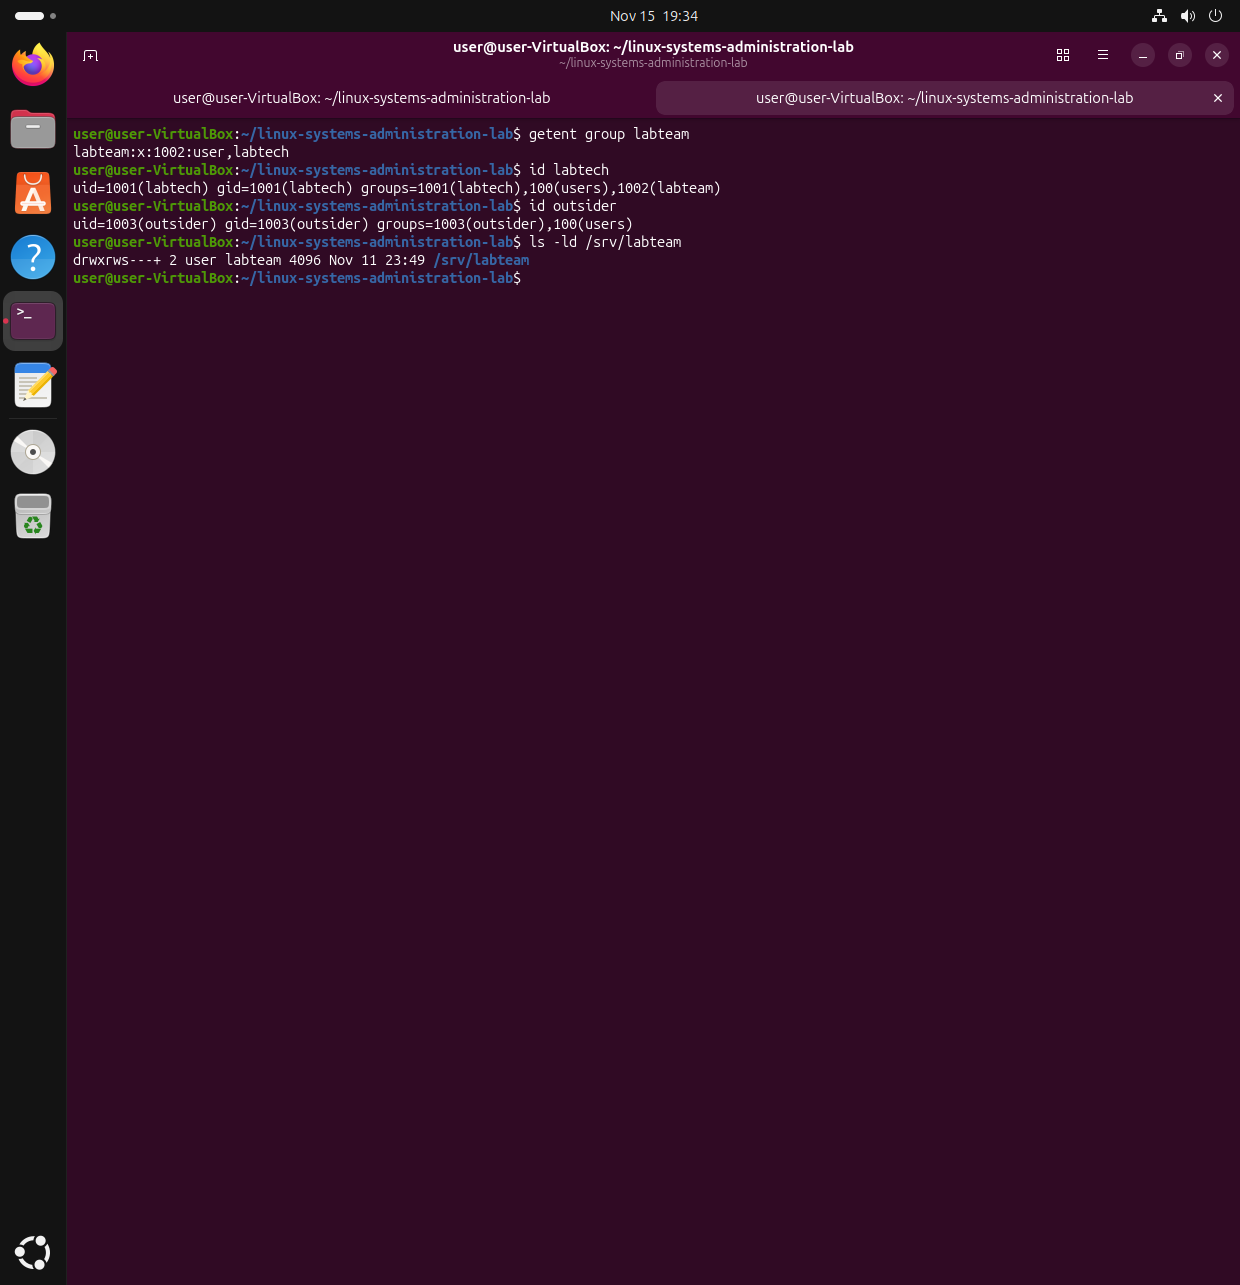 Nov 15 19:34
user@user-VirtualBox: ~/linux-systems-administration-lab
~/linux-systems-administration-lab
user@user-VirtualBox: ~/linux-systems-administration-lab
user@user-VirtualBox: ~/linux-systems-administration-lab
user@user-VirtualBox:~/linux-systems-administration-lab$ getent group labteam
labteam:x:1002:user,labtech
user@user-VirtualBox:~/linux-systems-administration-lab$ id labtech
uid=1001(labtech) gid=1001(labtech) groups=1001(labtech),100(users),1002(labteam)
user@user-VirtualBox:~/linux-systems-administration-lab$ id outsider
uid=1003(outsider) gid=1003(outsider) groups=1003(outsider),100(users)
user@user-VirtualBox:~/linux-systems-administration-lab$ ls -ld /srv/labteam
drwxrws---+ 2 user labteam 4096 Nov 11 23:49 /srv/labteam
user@user-VirtualBox:~/linux-systems-administration-lab$